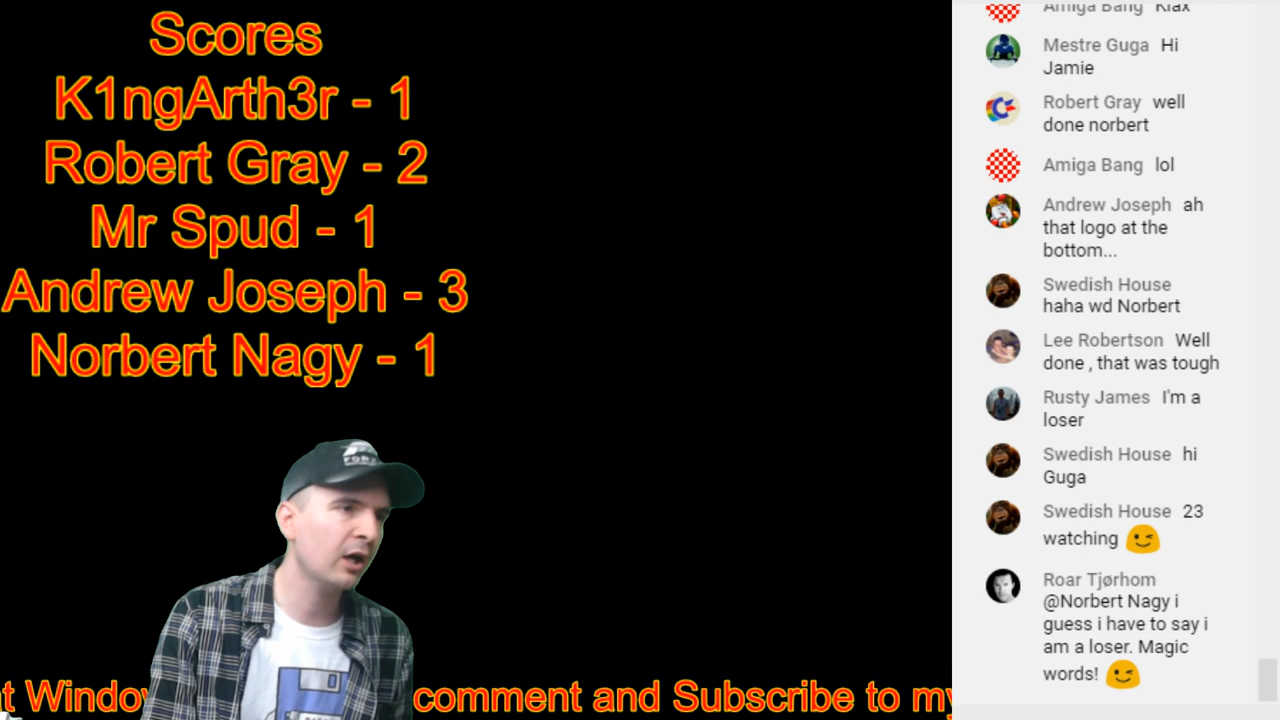 Scores
K1ngArth3r - 1
Robert Gray - 2
Mr Spud - 1
Andrew Joseph - 3
Norbert Nagy - 1
comment and Subscribe to my
Amiga Bang Klax
Mestre Guga Hi
Jamie
Robert Gray well
done norbert
Amiga Bang lol
Andrew Joseph ah
that logo at the
bottom...
Swedish House
haha wd Norbert
Lee Robertson Well
done , that was tough
Rusty James I'm a
loser
Swedish House hi
Guga
Swedish House 23
watching
Roar Tjørhom
@Norbert Nagy i
guess i have to say i
am a loser. Magic
words!